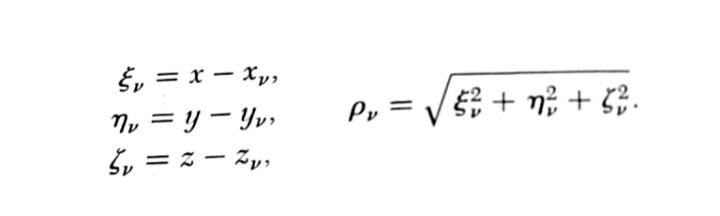 ξ_ν = x − x_ν,
η_ν = y − y_ν,
ζ_ν = z − z_ν,
ρ_ν = √(ξ_ν² + η_ν² + ζ_ν²).